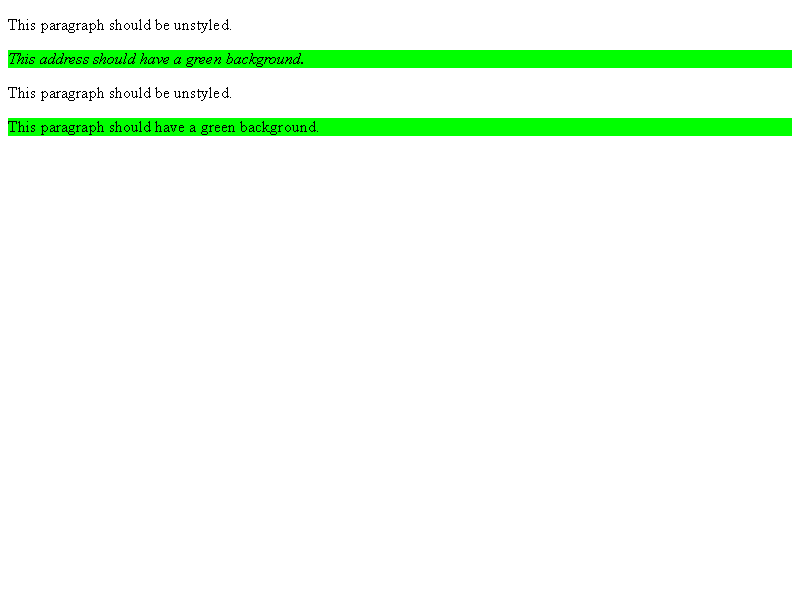 This paragraph should be unstyled.
This address should have a green background.
This paragraph should be unstyled.
This paragraph should have a green background.